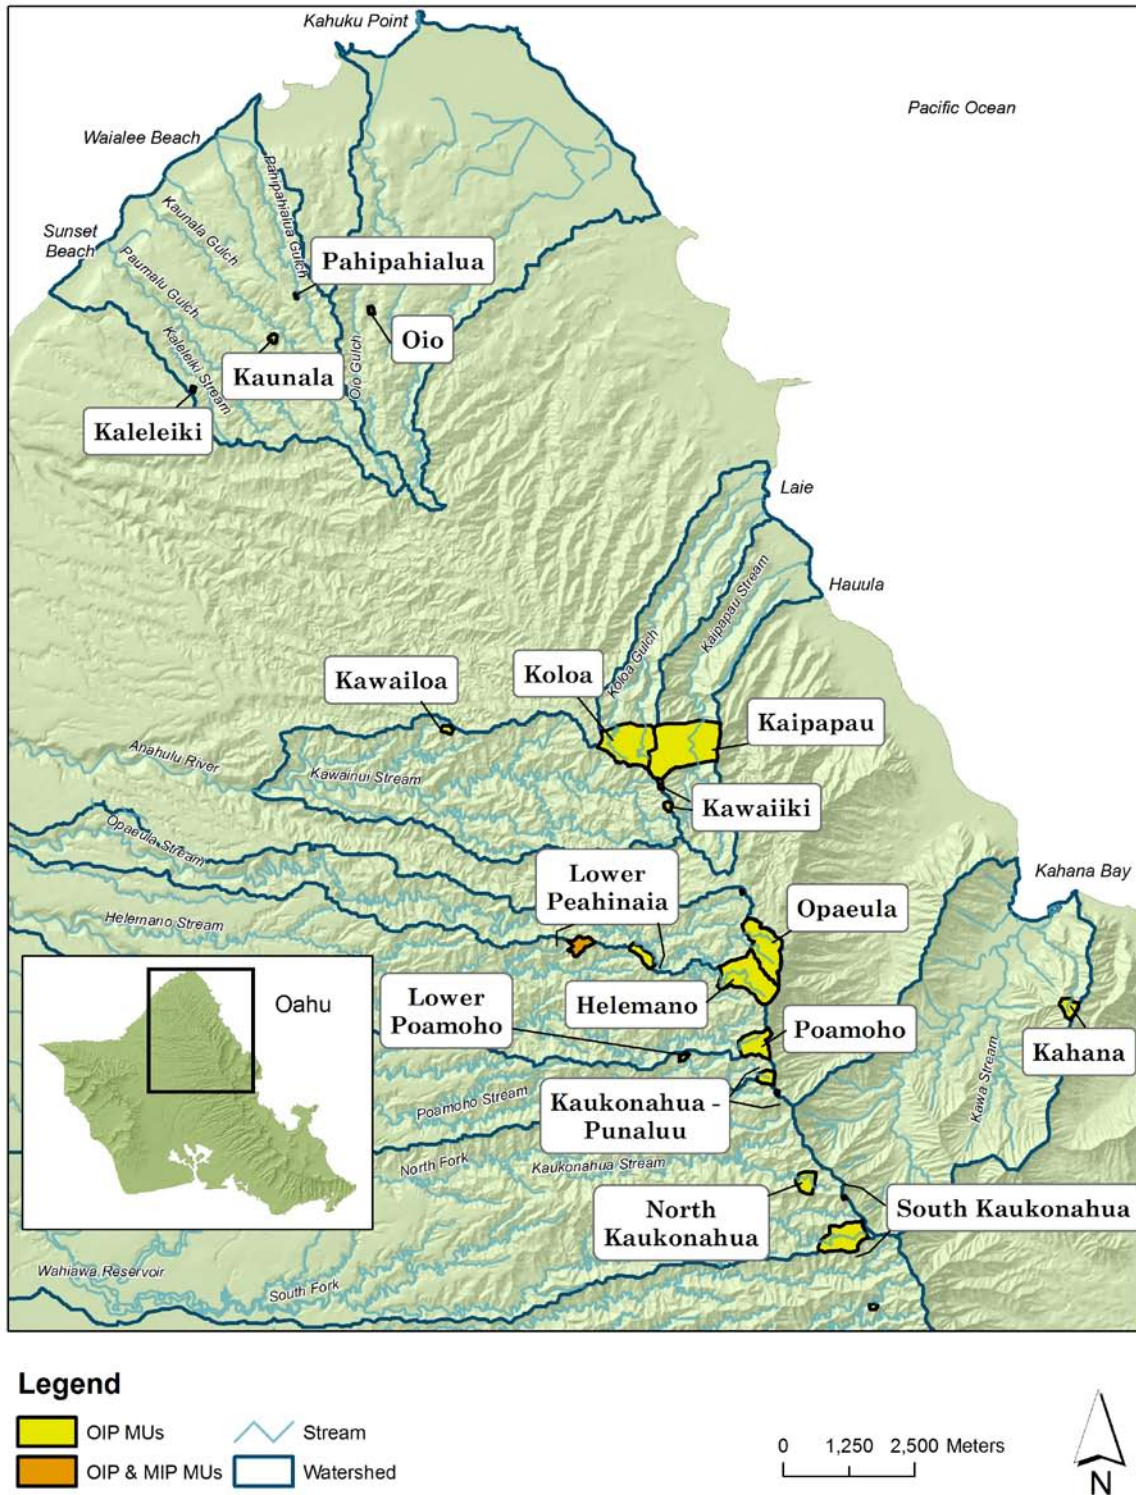 Kahuku Point
Pacific Ocean
Waialee Beach
Pahipahialua Gulch
Kaunala Gulch
Sunset
Beach
Paumalu Gulch
Pahipahialua
Oio
Kaunala
Kaleleiki Stream
Oio Gulch
Kaleleiki
Laie
Hauula
Kaipapau Stream
Koloa Gulch
Kawailoa
Koloa
Kaipapau
Anahulu River
Kawainui Stream
Kawaiiki
Opaeula Stream
Lower
Peahinaia
Kahana Bay
Opaeula
Helemano Stream
Oahu
Lower
Poamoho
Helemano
Poamoho
Kahana
Kawa Stream
Poamoho Stream
Kaukonahua -
Punaluu
North Fork
Kaukonahua Stream
North
Kaukonahua
South Kaukonahua
Wahiawa Reservoir
South Fork
Legend
OIP MUs
Stream
OIP & MIP MUs
Watershed
0 1,250 2,500 Meters
N